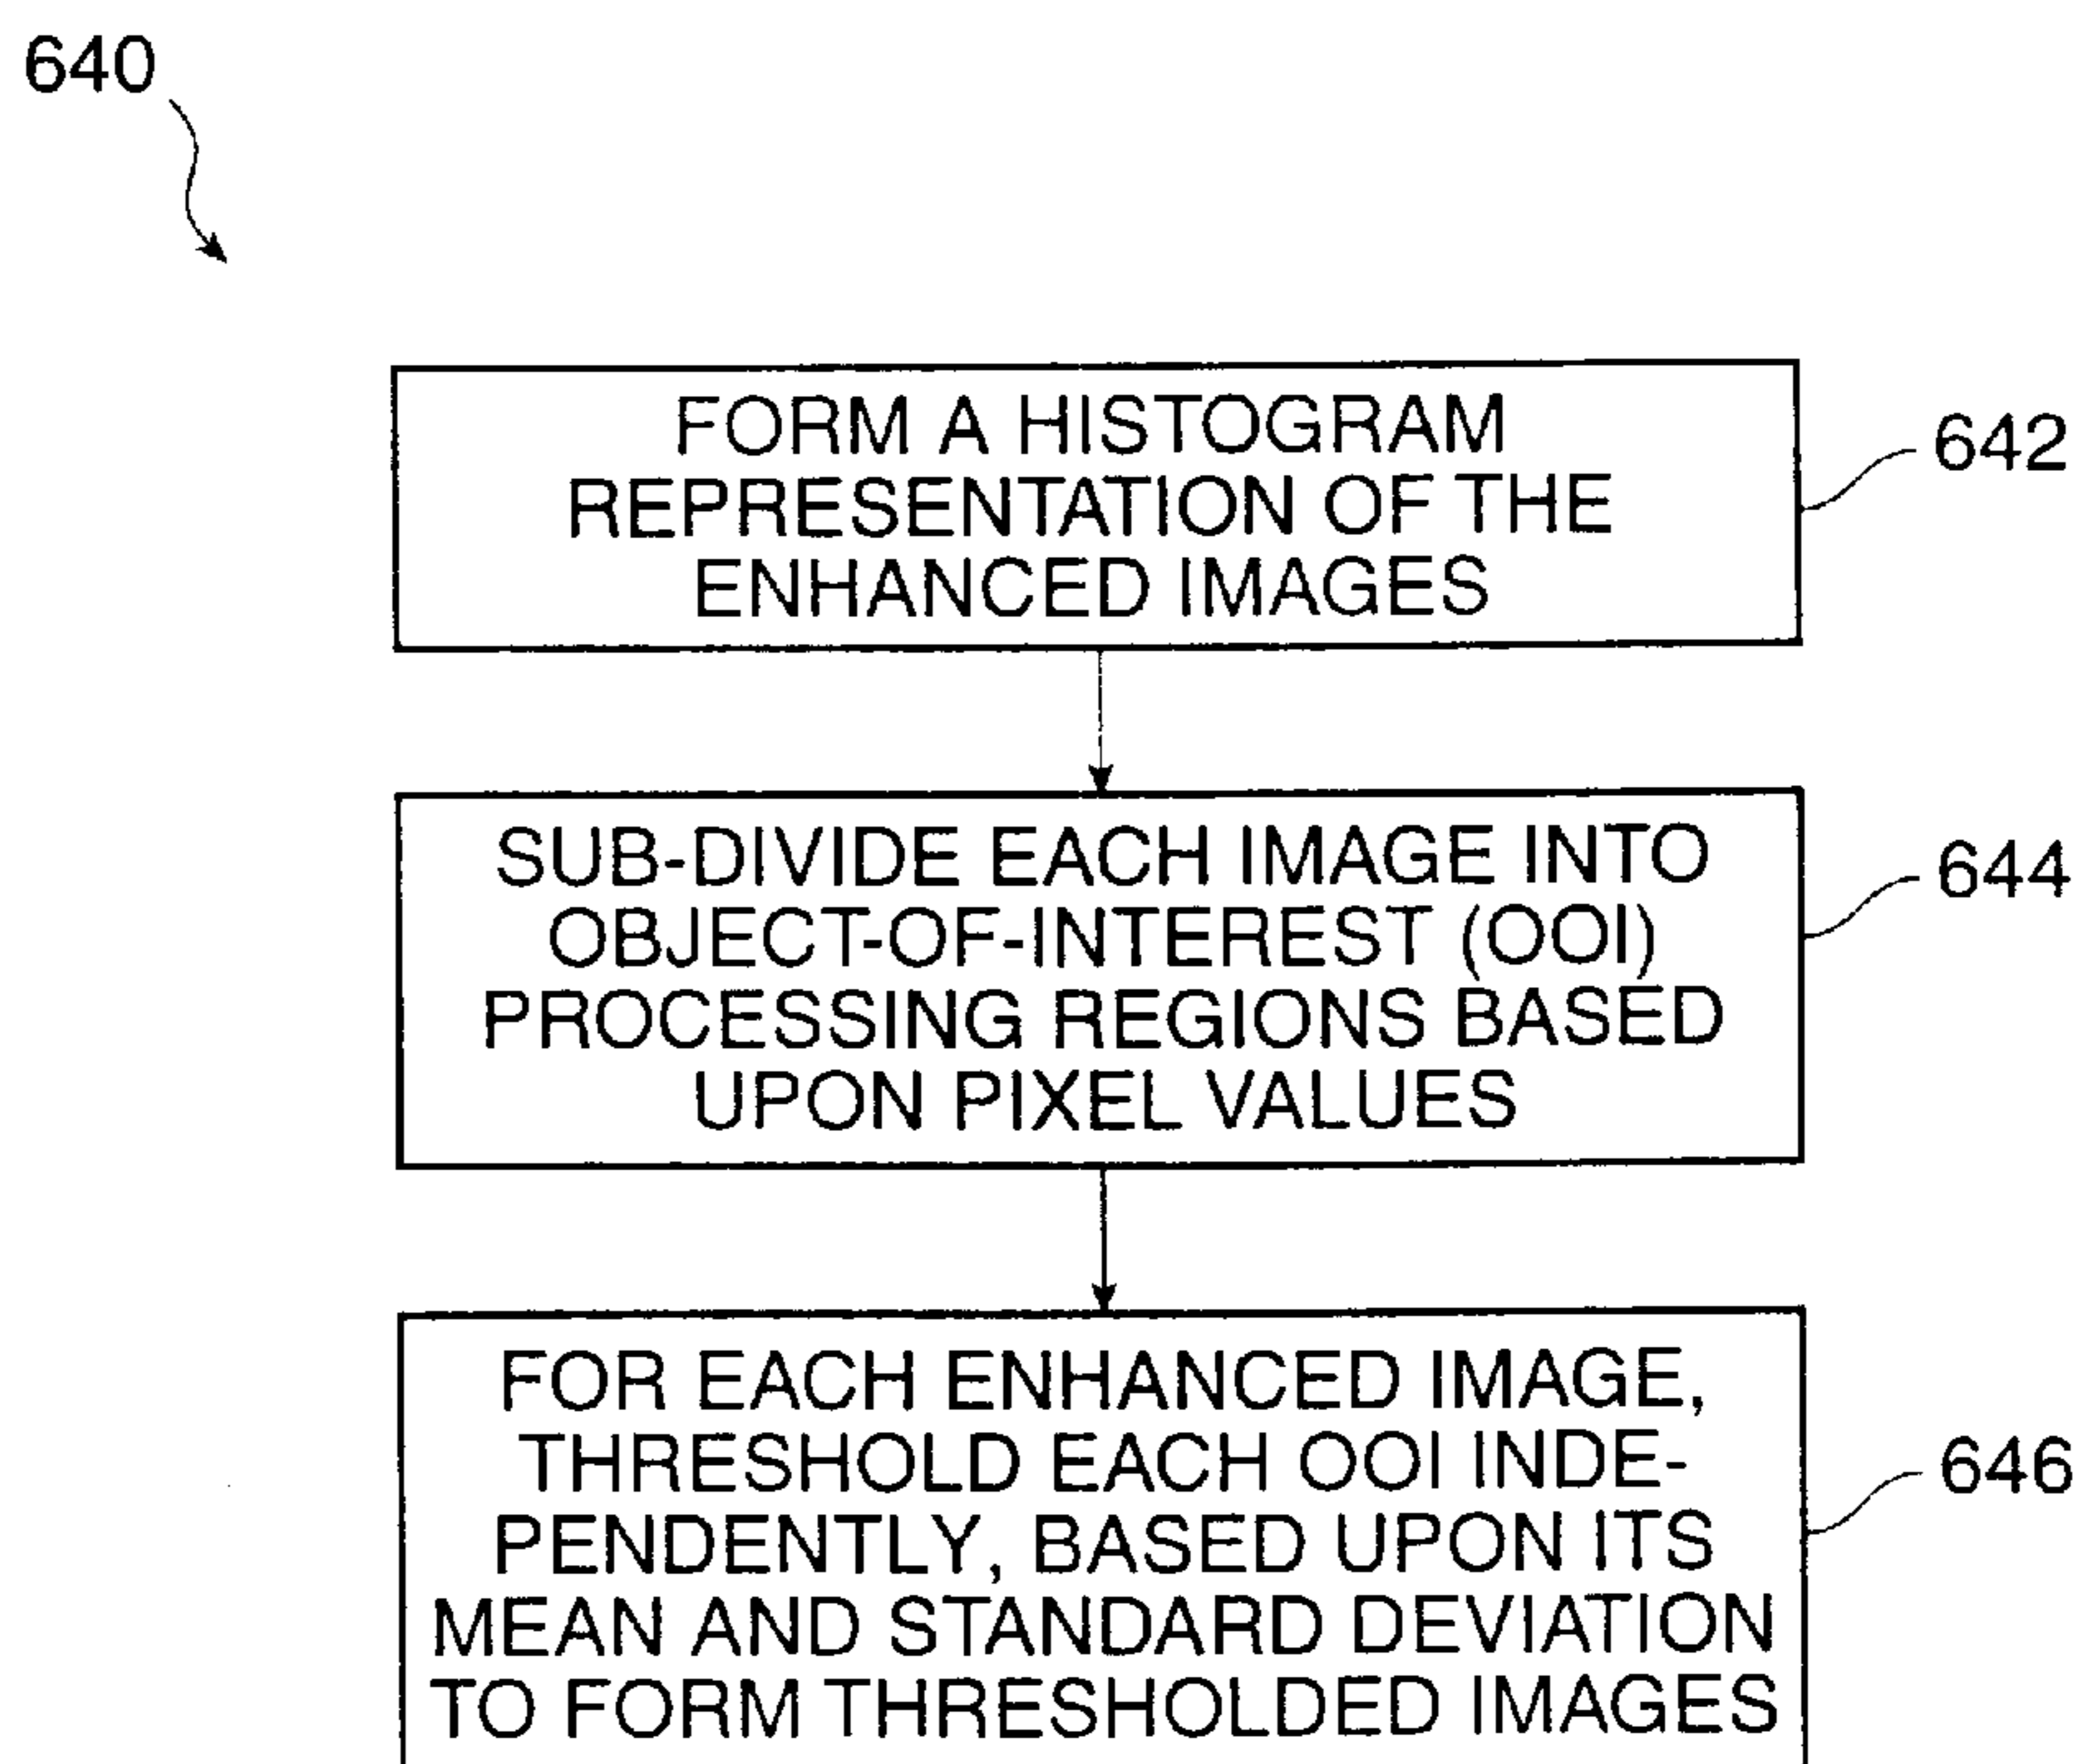 640
FORM A HISTOGRAM
REPRESENTATION OF THE
ENHANCED IMAGES
642
SUB-DIVIDE EACH IMAGE INTO
OBJECT-OF-INTEREST (OOI)
PROCESSING REGIONS BASED
UPON PIXEL VALUES
644
FOR EACH ENHANCED IMAGE,
THRESHOLD EACH OOI INDE-
PENDENTLY, BASED UPON ITS
MEAN AND STANDARD DEVIATION
TO FORM THRESHOLDED IMAGES
646